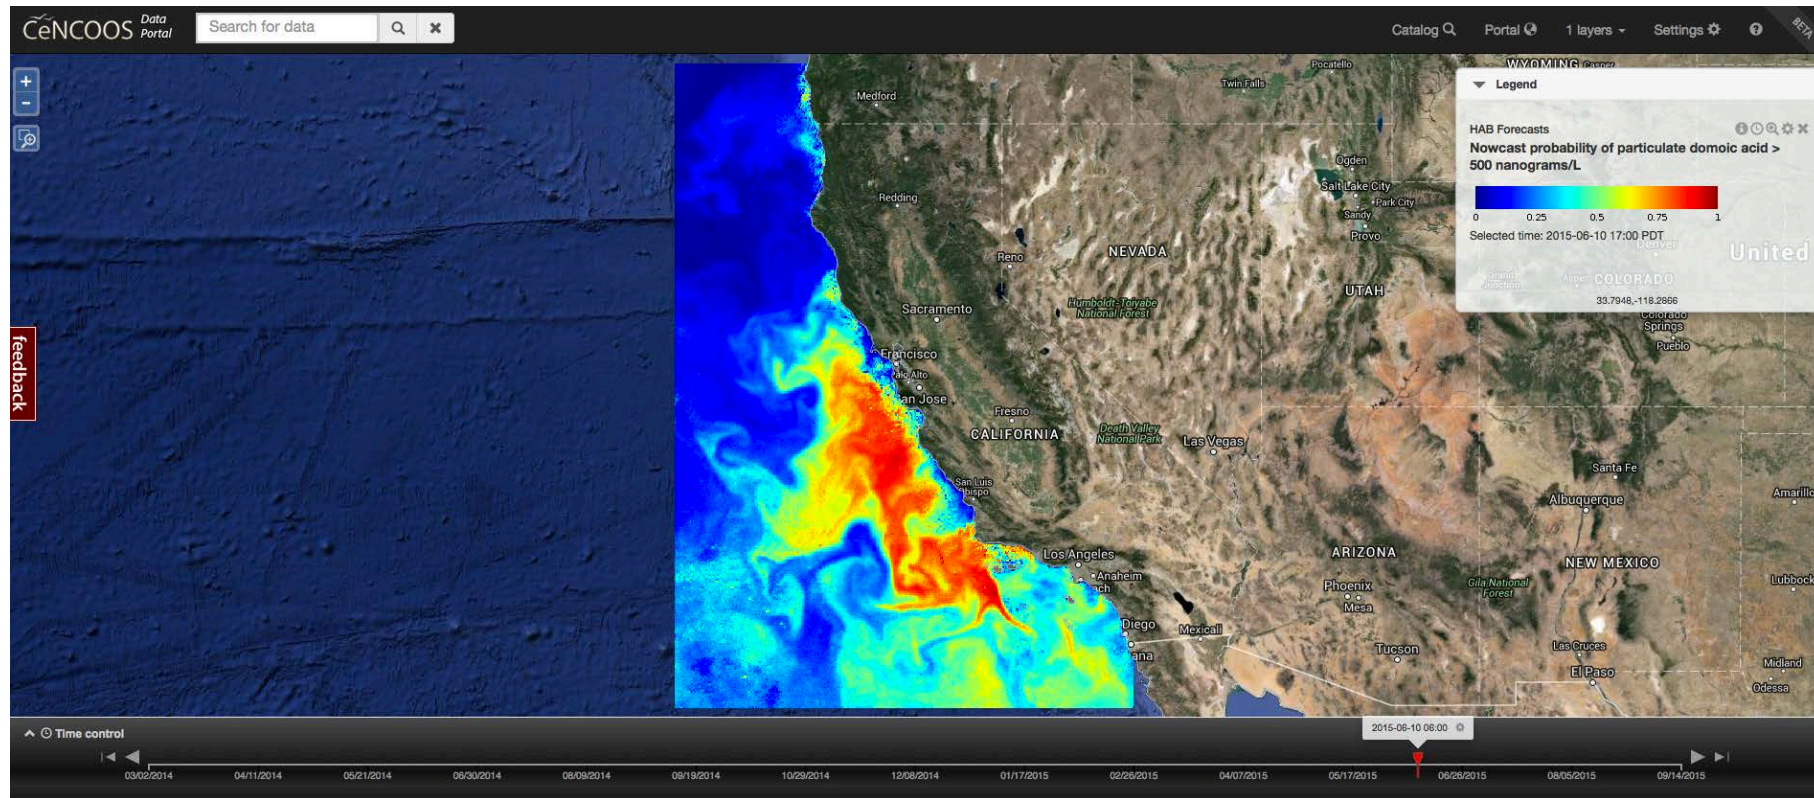 CeNCOOS Data Portal
Search for data
Catalog
Portal
1 layers
Settings
?
BETA
+
-
feedback
Legend
HAB Forecasts
Nowcast probability of particulate domoic acid >
500 nanograms/L
0 0.25 0.5 0.75 1
Selected time: 2015-06-10 17:00 PDT
33.7948,-118.2866
WYOMING
Casper
Pocatello
Twin Falls
Medford
Ogden
Salt Lake City
Park City
Sandy
Provo
Redding
NEVADA
Reno
Denver
United
UTAH
Grand
Junction
Aspen
COLORADO
Humboldt-Toiyabe
National Forest
Sacramento
Colorado
Springs
Pueblo
Francisco
Palo Alto
San Jose
Fresno
CALIFORNIA
Death Valley
National Park
Las Vegas
San Luis
Obispo
Santa Fe
Albuquerque
Amarillo
Los Angeles
Anaheim
ach
ARIZONA
NEW MEXICO
Phoenix
Mesa
Gila National
Forest
Lubbock
Diego
Mexicali
ana
Tucson
Las Cruces
El Paso
Midland
Odessa
Time control
2015-06-10 06:00
03/02/2014 04/11/2014 05/21/2014 06/30/2014 08/09/2014 09/19/2014 10/29/2014 12/08/2014 01/17/2015 02/26/2015 04/07/2015 05/17/2015 06/26/2015 08/05/2015 09/14/2015